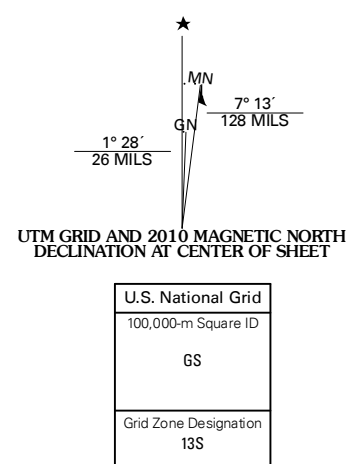 MN
7° 13´
128 MILS
GN
1° 28´
26 MILS
UTM GRID AND 2010 MAGNETIC NORTH
DECLINATION AT CENTER OF SHEET
U.S. National Grid
100,000-m Square ID
GS
Grid Zone Designation
13S